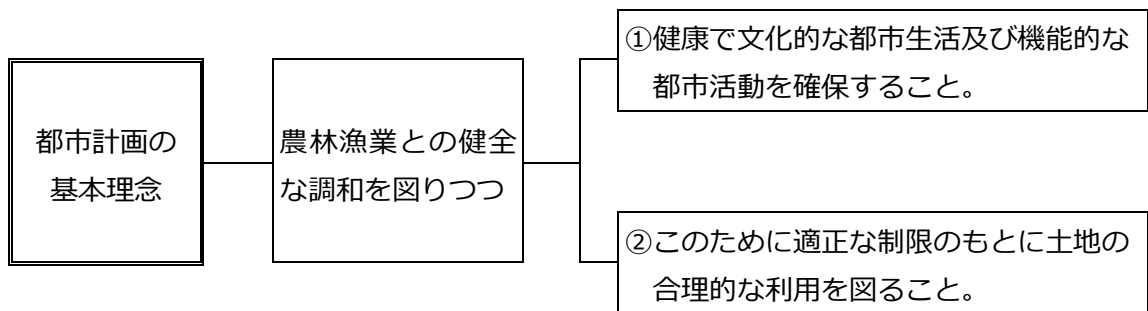 都市計画の
基本理念
農林漁業との健全
な調和を図りつつ
①健康で文化的な都市生活及び機能的な
都市活動を確保すること。
②このために適正な制限のもとに土地の
合理的な利用を図ること。